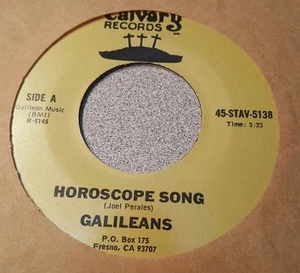 Calvary
RECORDS
SIDE A
Galilean Music
(BMI)
R-5145
45-STAV-5138
Time: 3:23
HOROSCOPE SONG
(Joel Perales)
GALILEANS
P.O. Box 175
Fresno, CA 93707